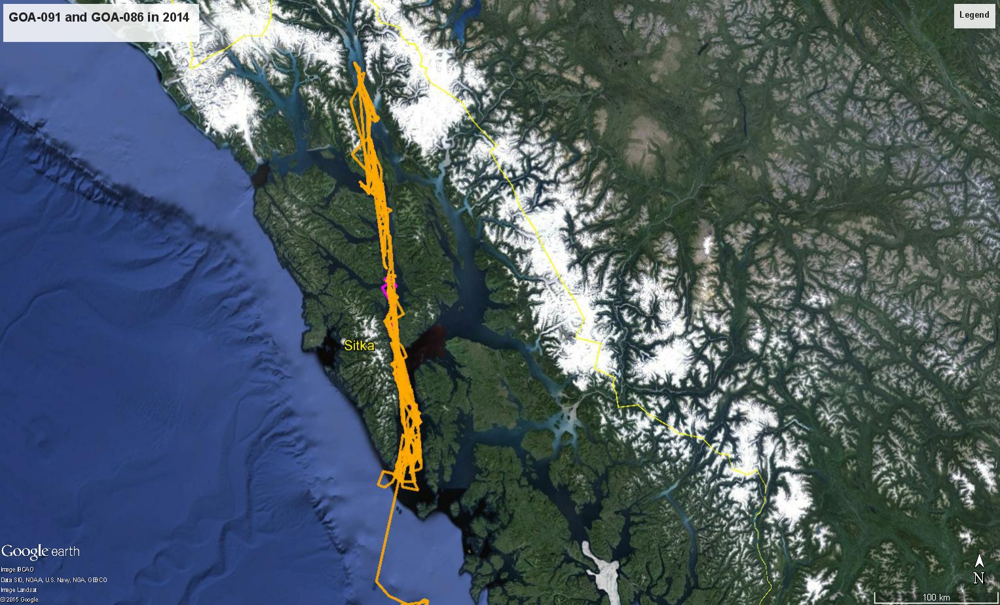 GOA-091 and GOA-086 in 2014
Legend
Sitka
Google earth
Image IBCAO
Data SIO, NOAA, U.S. Navy, NGA, GEBCO
Image Landsat
© 2015 Google
N
100 km